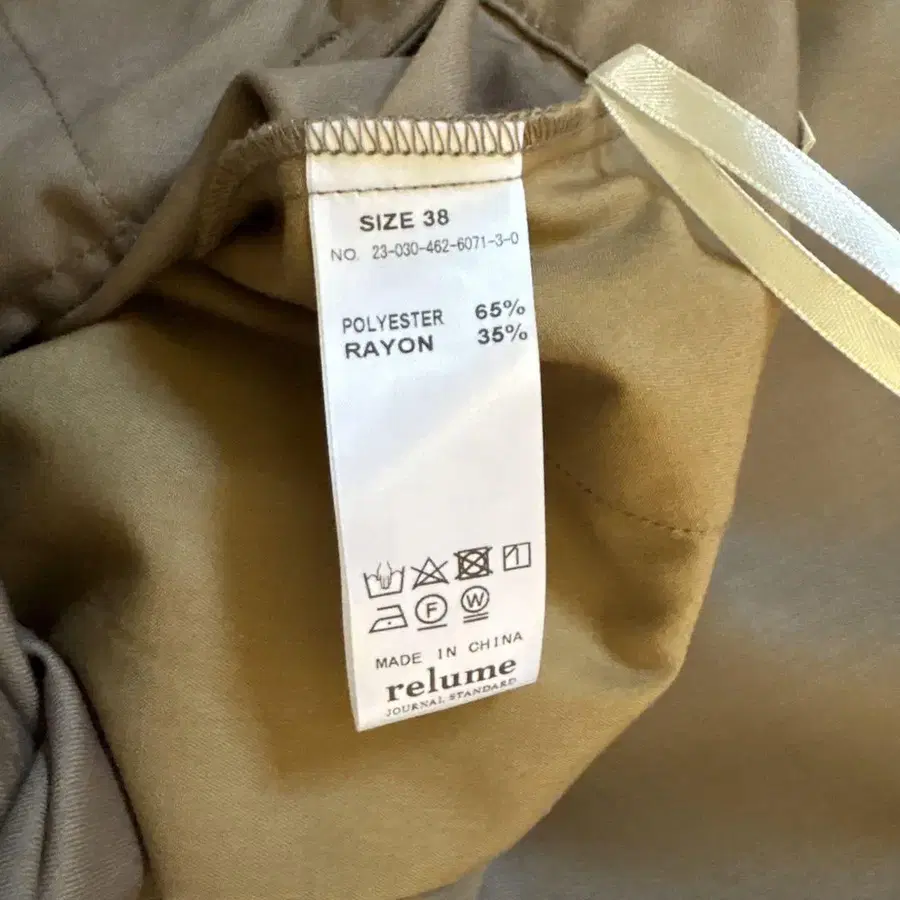 SIZE 38
NO. 23-030-462-6071-3-0
POLYESTER 65%
RAYON 35%
F W
MADE IN CHINA
relume
JOURNAL STANDARD